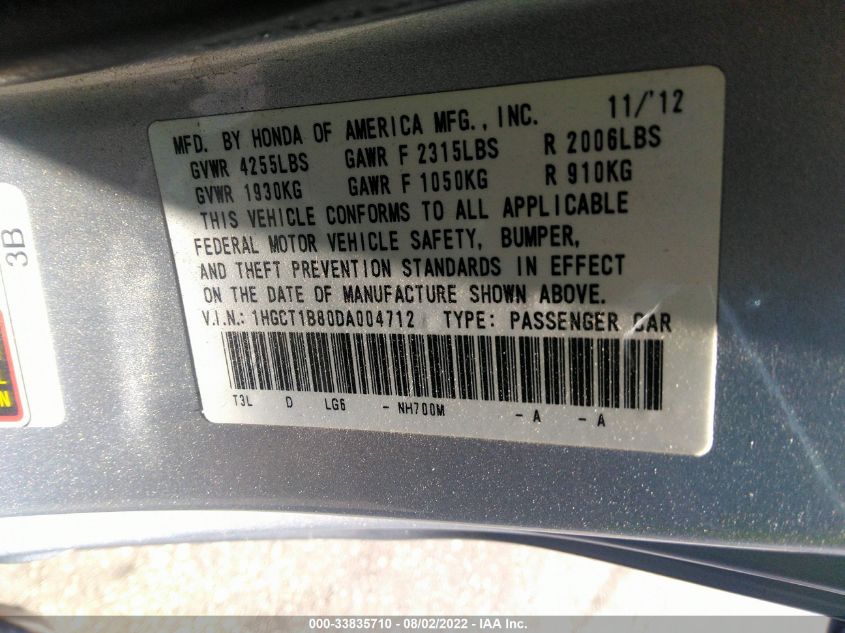 MFD. BY HONDA OF AMERICA MFG., INC. 11/'12
GVWR 4255LBS GAWR F 2315LBS R 2006LBS
GVWR 1930KG GAWR F 1050KG R 910KG
THIS VEHICLE CONFORMS TO ALL APPLICABLE
FEDERAL MOTOR VEHICLE SAFETY, BUMPER,
AND THEFT PREVENTION STANDARDS IN EFFECT
ON THE DATE OF MANUFACTURE SHOWN ABOVE.
V.I.N.: 1HGCT1B80DA004712 TYPE: PASSENGER CAR
T3L D LG6 - NH700M - A - A
3B
000-33835710 - 08/02/2022 - IAA Inc.